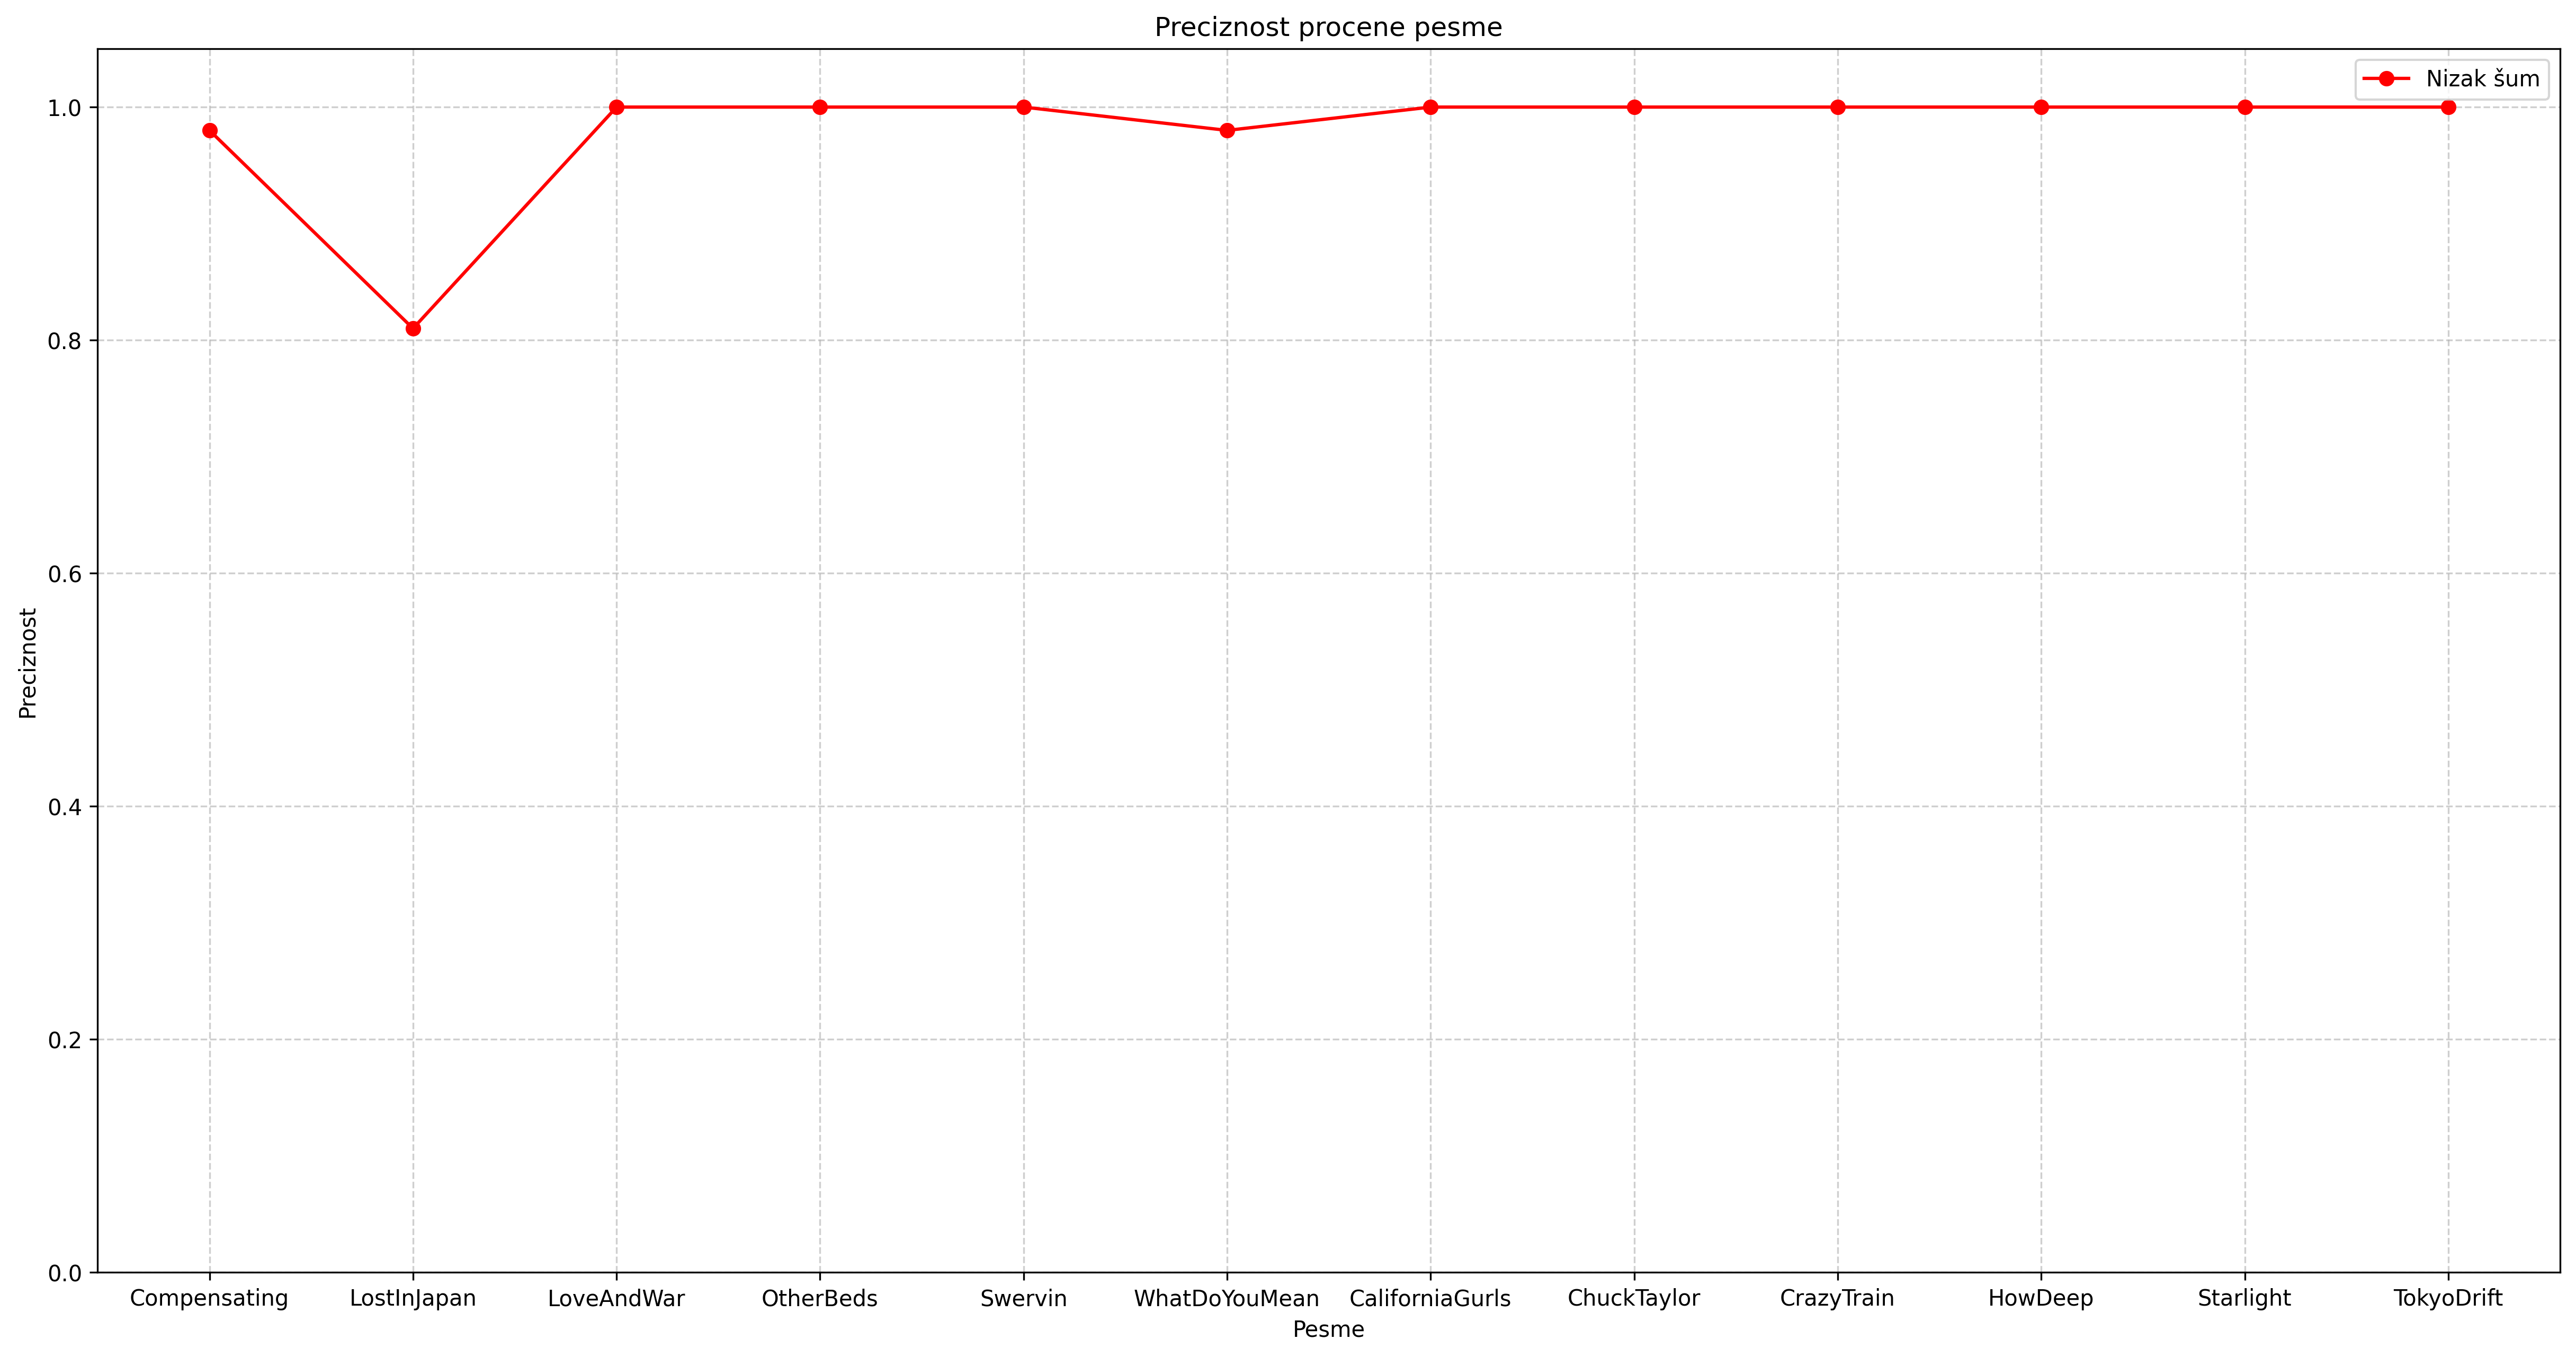 Preciznost procene pesme
Nizak šum
Preciznost
1.0
0.8
0.6
0.4
0.2
0.0
Compensating LostInJapan LoveAndWar OtherBeds Swervin WhatDoYouMean CaliforniaGurls ChuckTaylor CrazyTrain HowDeep Starlight TokyoDrift
Pesme